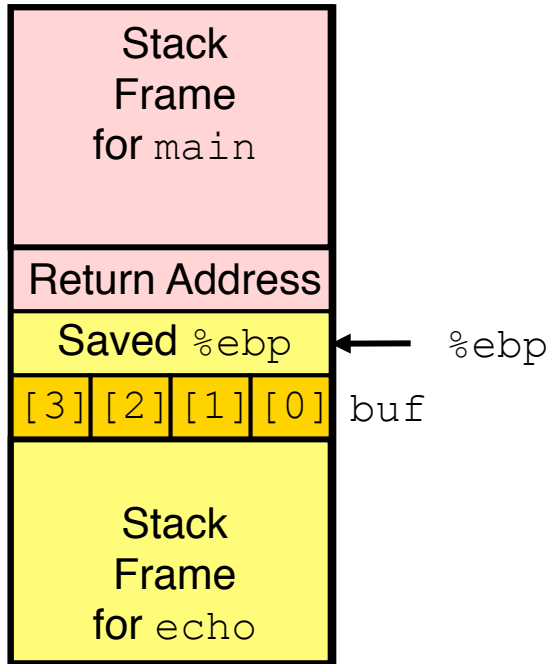 Stack
Frame
for main
Return Address
Saved %ebp
%ebp
[3] [2] [1] [0] buf
Stack
Frame
for echo